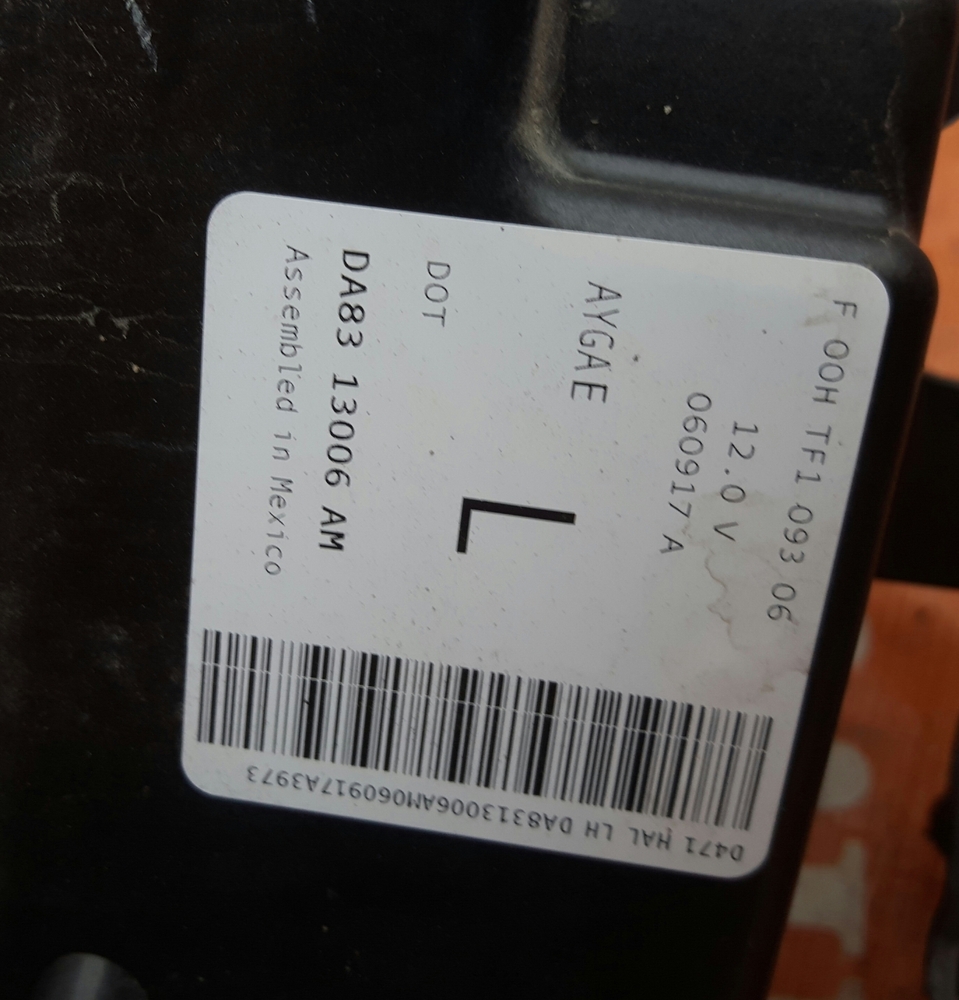 F 00H TF1 093 06
12.0 V
060917 A
AYGAE
L
DOT
DA83 13006 AM
Assembled in Mexico
D471 HAL LH DA8313006AM060917A3973